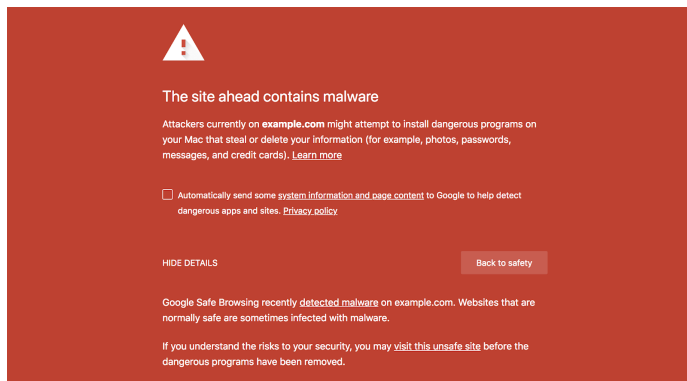 The site ahead contains malware
Attackers currently on example.com might attempt to install dangerous programs on
your Mac that steal or delete your information (for example, photos, passwords,
messages, and credit cards). Learn more
Automatically send some system information and page content to Google to help detect
dangerous apps and sites. Privacy policy
HIDE DETAILS
Back to safety
Google Safe Browsing recently detected malware on example.com. Websites that are
normally safe are sometimes infected with malware.
If you understand the risks to your security, you may visit this unsafe site before the
dangerous programs have been removed.